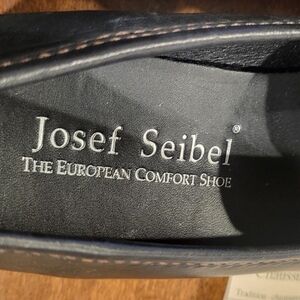 Josef Seibel®
THE EUROPEAN COMFORT SHOE